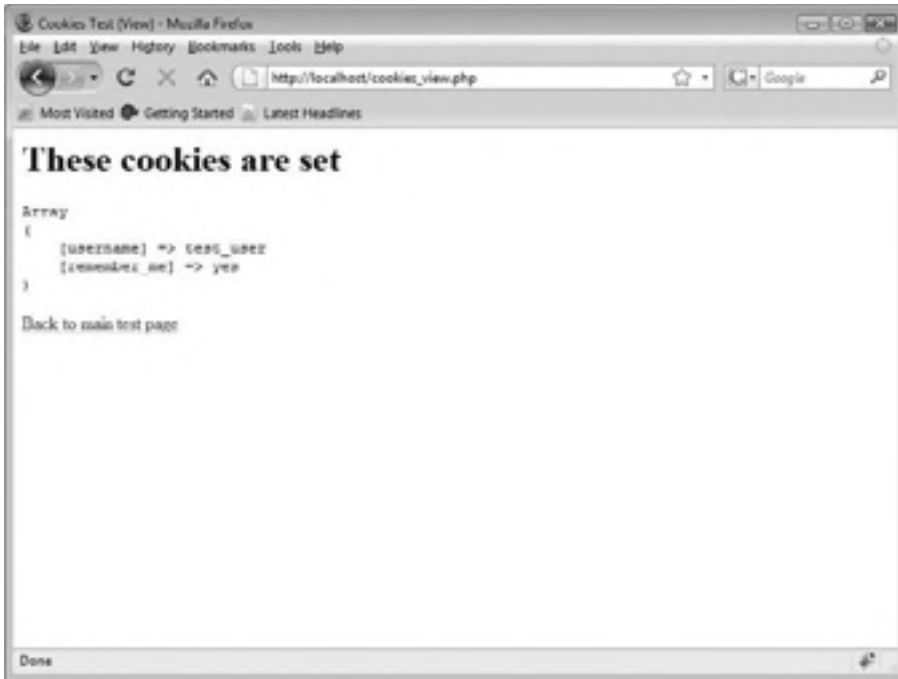 Cookies Test (View) - Mozilla Firefox
File Edit View History Bookmarks Tools Help
http://localhost/cookies_view.php
Google
Most Visited Getting Started Latest Headlines
These cookies are set
Array
(
[username] => test_user
[remember_me] => yes
)
Back to main test page
Done